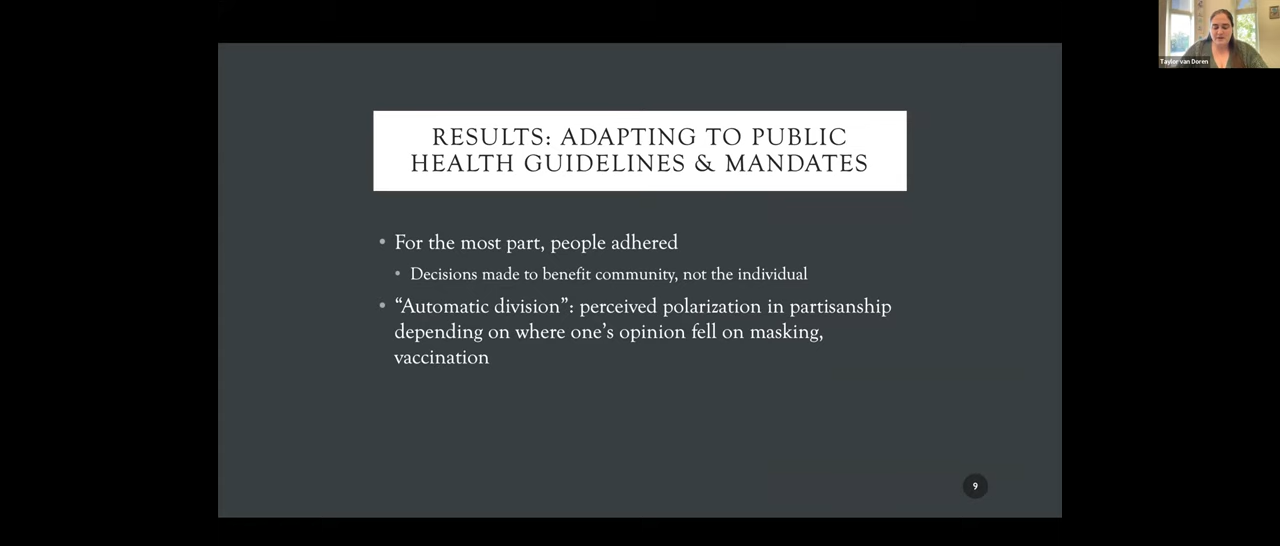 Taylor van Doren
RESULTS: ADAPTING TO PUBLIC
HEALTH GUIDELINES & MANDATES
• For the most part, people adhered
• Decisions made to benefit community, not the individual
• “Automatic division”: perceived polarization in partisanship
depending on where one’s opinion fell on masking,
vaccination
9